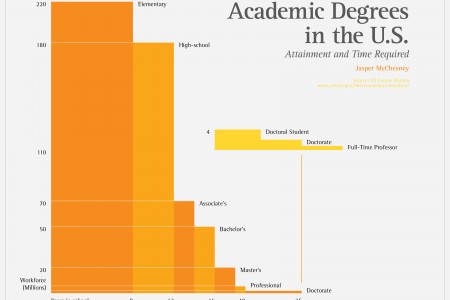 Academic Degrees
in the U.S.
Attainment and Time Required
Jasper McChesney
220
Elementary
180
High-school
4
Doctoral Student
Doctorate
Full-Time Professor
110
70
Associate's
50
Bachelor's
20
Master's
Workforce
(Millions)
Professional
Doctorate